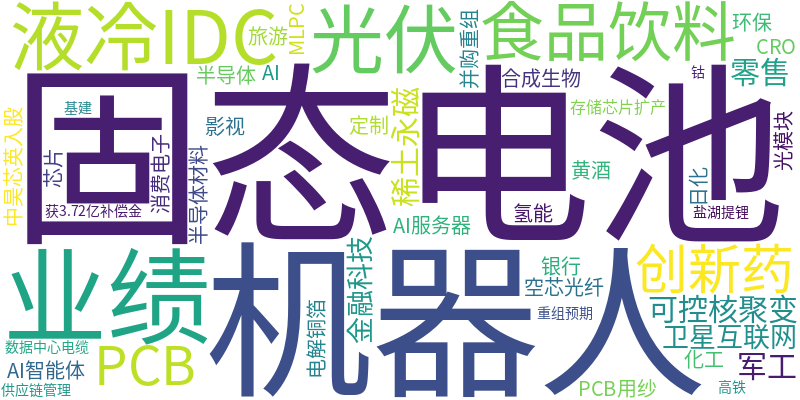 液冷IDC
旅游
MLPC
光伏
并购重组
食品饮料
环保
CRO
半导体
AI
合成生物
钴
零售
基建
固态电池
中昊芯英入股
芯片
消费电子
半导体材料
影视
定制
稀土永磁
存储芯片扩产
光模块
黄酒
日化
获3.72亿补偿金
AI服务器
氢能
盐湖提锂
业绩
机器人
金融科技
银行
创新药
空芯光纤
可控核聚变
电解铜箔
重组预期
卫星互联网
数据中心电缆
PCB
AI智能体
化工
军工
供应链管理
PCB用纱
高铁